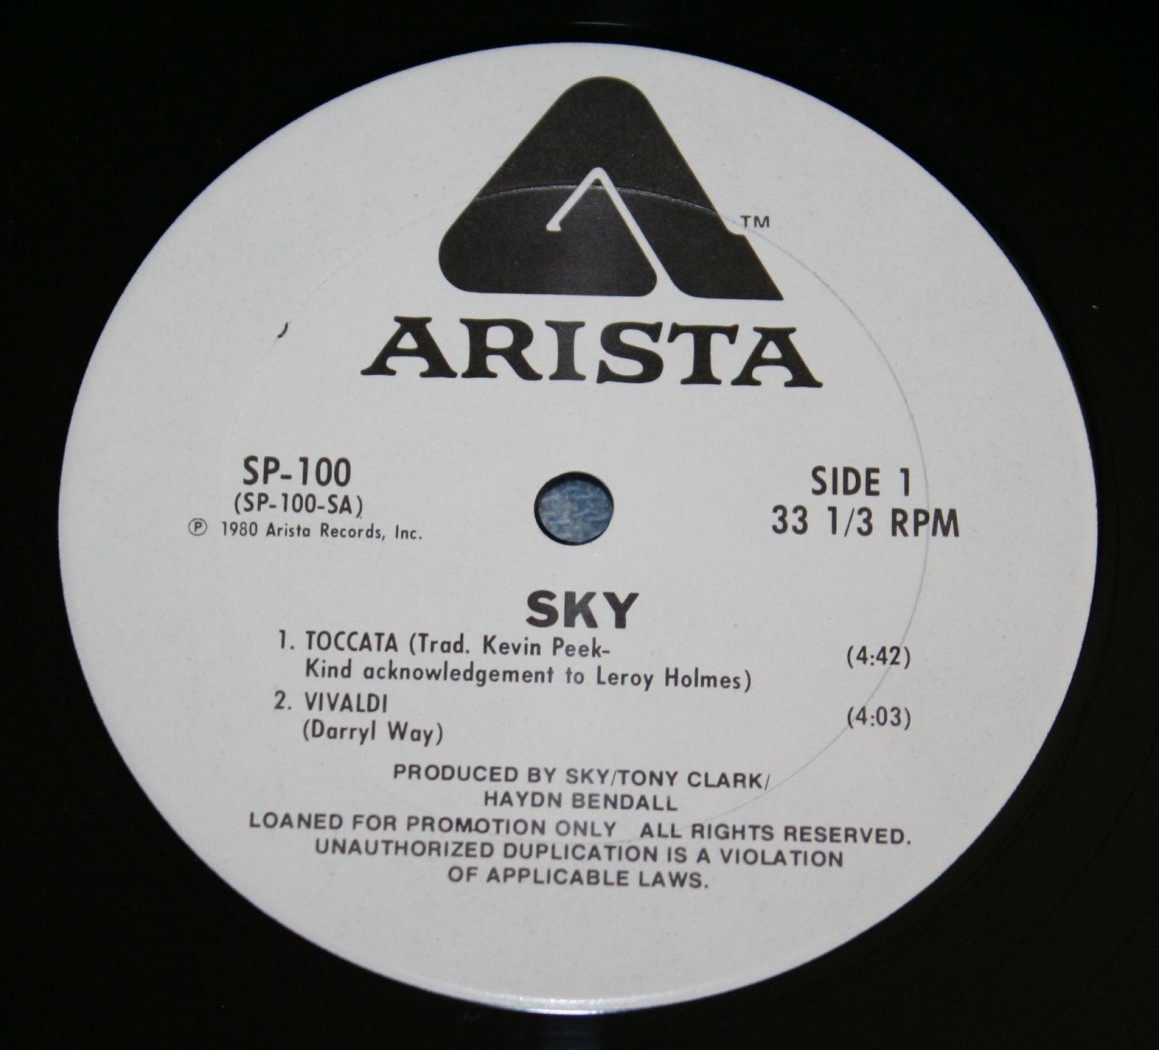 TM
ARISTA
SP-100
(SP-100-SA)
℗ 1980 Arista Records, Inc.
SIDE 1
33 1/3 RPM
SKY
1. TOCCATA (Trad. Kevin Peek-
Kind acknowledgement to Leroy Holmes) (4:42)
2. VIVALDI
(Darryl Way) (4:03)
PRODUCED BY SKY/TONY CLARK/
HAYDN BENDALL
LOANED FOR PROMOTION ONLY ALL RIGHTS RESERVED.
UNAUTHORIZED DUPLICATION IS A VIOLATION
OF APPLICABLE LAWS.